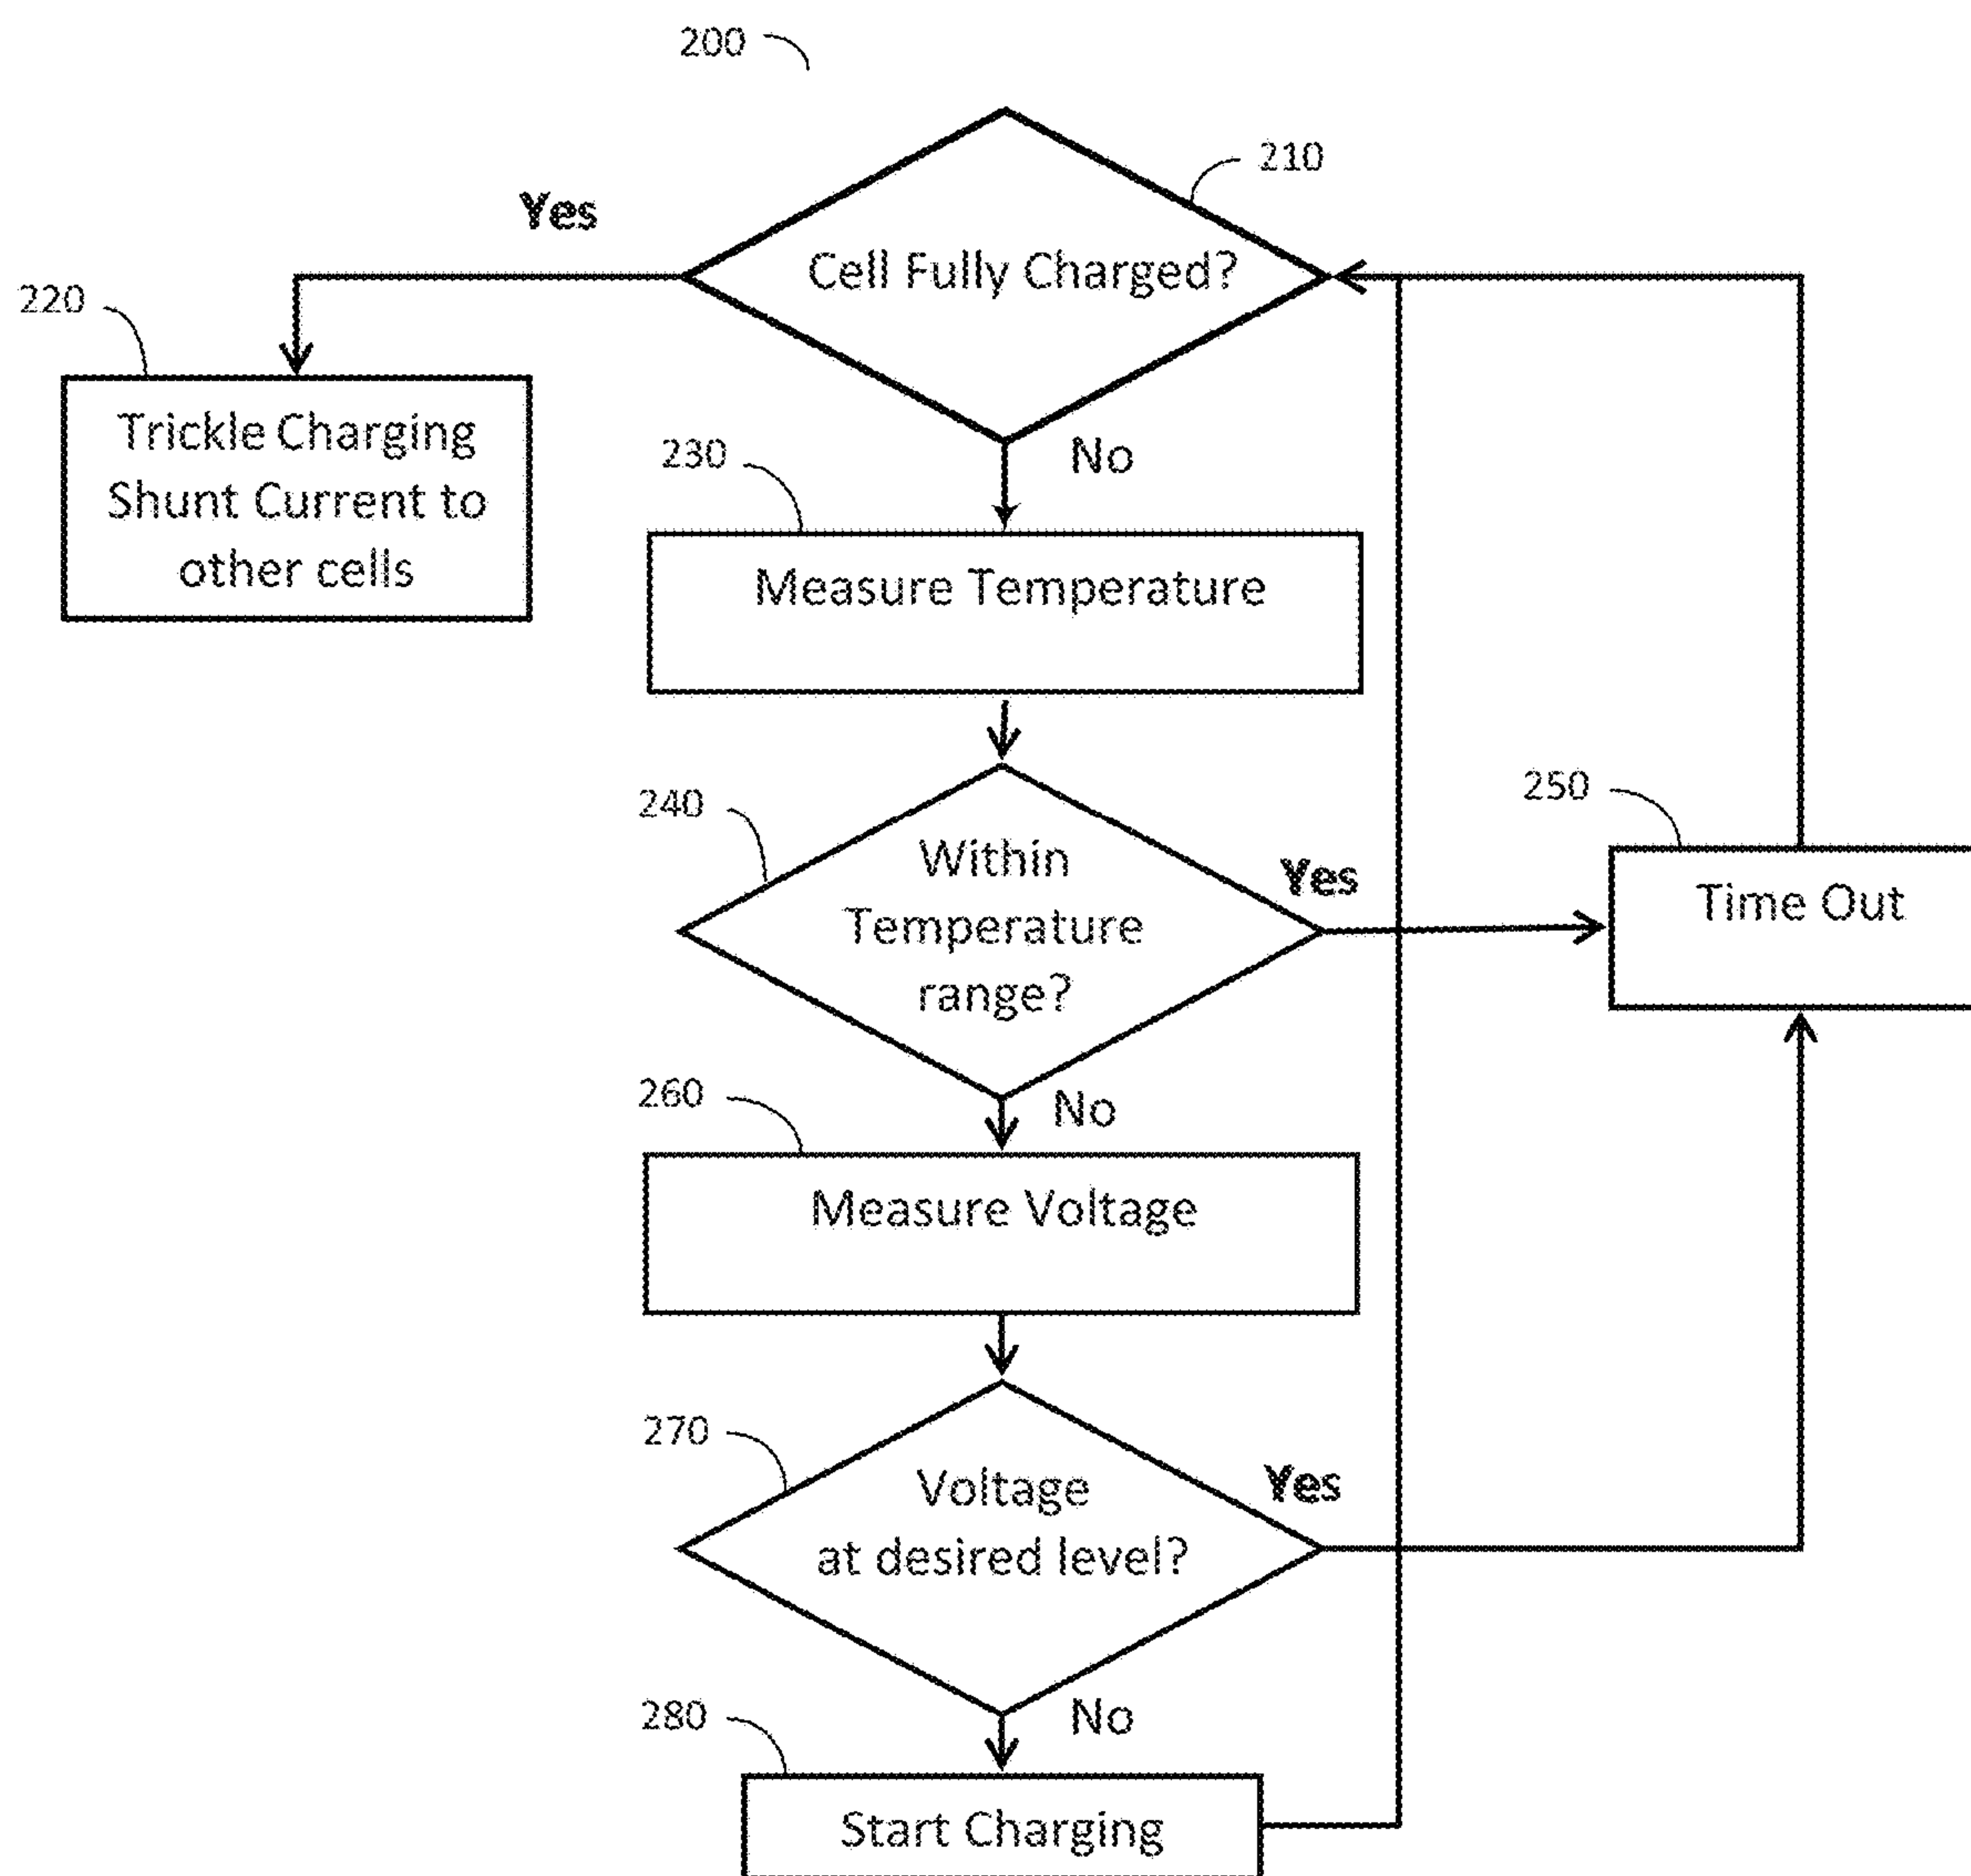 200
210
Yes
Cell Fully Charged?
220
Trickle Charging
Shunt Current to
other cells
No
230
Measure Temperature
240
Within
Temperature
range?
Yes
250
Time Out
No
260
Measure Voltage
270
Voltage
at desired level?
Yes
No
280
Start Charging